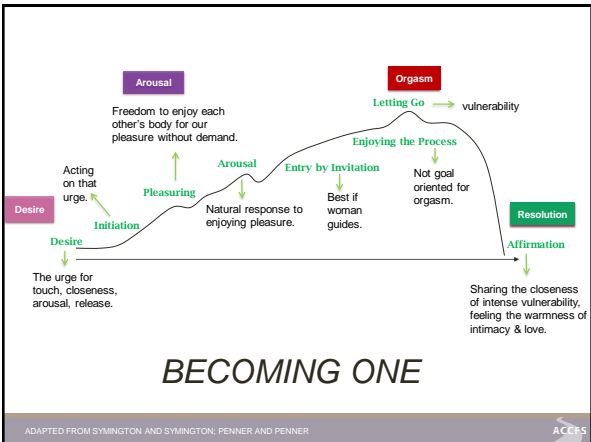 Orgasm
Arousal
Letting Go
vulnerability
Freedom to enjoy each
other's body for our
pleasure without demand.
Enjoying the Process
Acting
on that
urge.
Arousal
Entry by Invitation
Pleasuring
Not goal
oriented for
orgasm.
Desire
Natural response to
enjoying pleasure.
Best if
woman
guides.
Resolution
Initiation
Desire
Affirmation
The urge for
touch, closeness,
arousal, release.
Sharing the closeness
of intense vulnerability,
feeling the warmness of
intimacy & love.
BECOMING ONE
ADAPTED FROM SYMINGTON AND SYMINGTON; PENNER AND PENNER
ACCFS